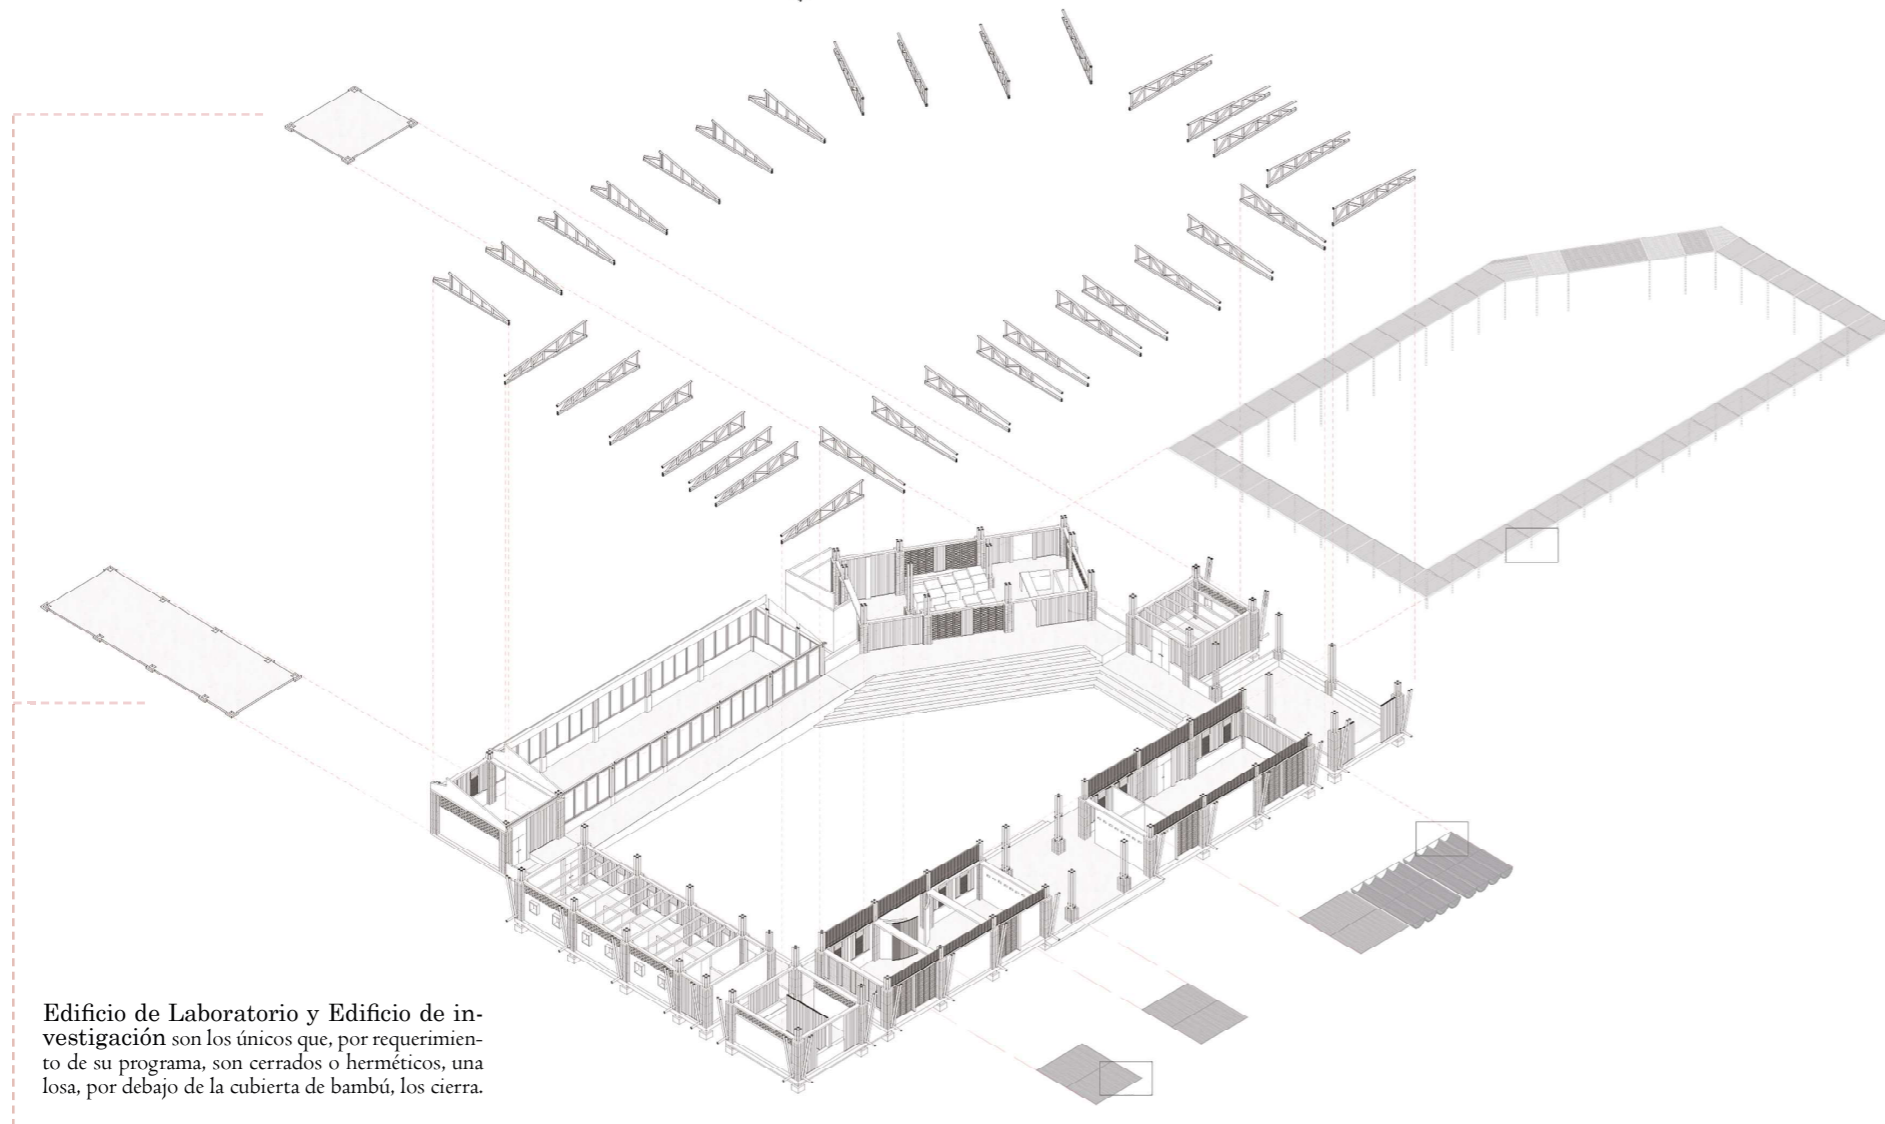 Edificio de Laboratorio y Edificio de in-
vestigación son los únicos que, por requerimien-
to de su programa, son cerrados o herméticos, una
losa, por debajo de la cubierta de bambú, los cierra.